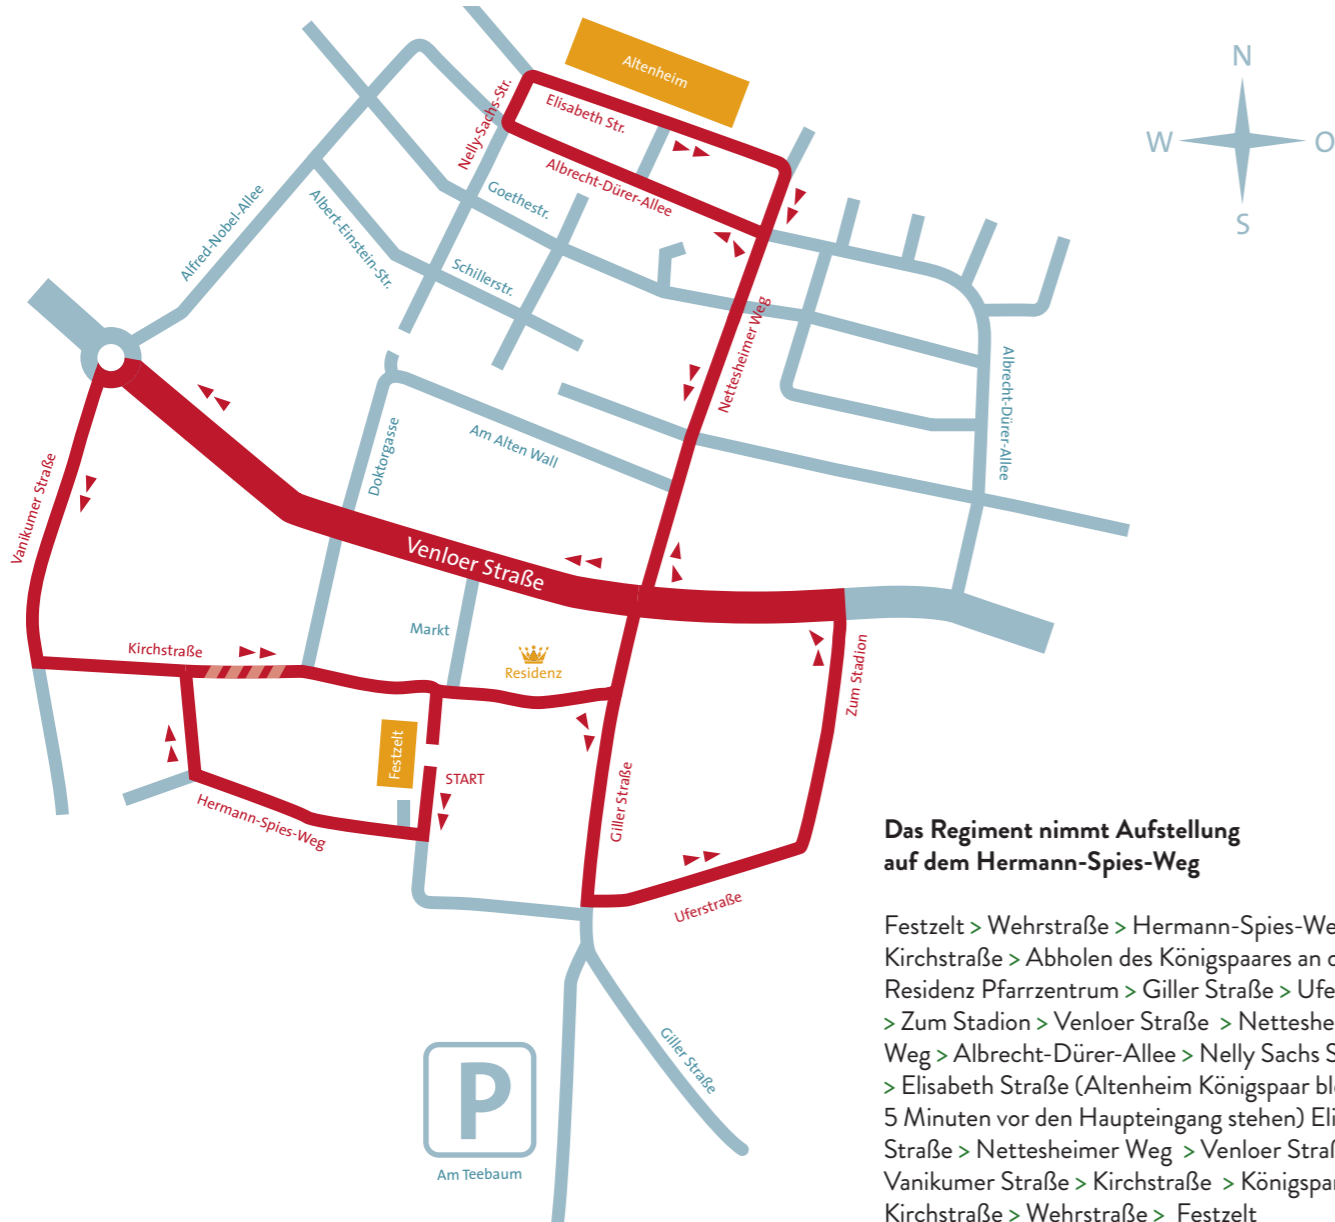 Altenheim
N
W
O
S
Elisabeth Str.
Nelly-Sachs-Str.
Albrecht-Dürer-Allee
Goethestr.
Alfred-Nobel-Allee
Albert-Einstein-Str.
Schillerstr.
Nettesheimer Weg
Albrecht-Dürer-Allee
Doktorgasse
Am Alten Wall
Vanikumer Straße
Venloer Straße
Markt
Kirchstraße
Residenz
Zum Stadion
Festzelt
START
Giller Straße
Hermann-Spies-Weg
Uferstraße
Giller Straße
P
Am Teebaum
Das Regiment nimmt Aufstellung
auf dem Hermann-Spies-Weg
Festzelt > Wehrstraße > Hermann-Spies-We
Kirchstraße > Abholen des Königspaares an
Residenz Pfarrzentrum > Giller Straße > Ufe
> Zum Stadion > Venloer Straße > Netteshe
Weg > Albrecht-Dürer-Allee > Nelly Sachs S
> Elisabeth Straße (Altenheim Königspaar ble
5 Minuten vor den Haupteingang stehen) Eli
Straße > Nettesheimer Weg > Venloer Straß
Vanikumer Straße > Kirchstraße > Königspar
Kirchstraße > Wehrstraße > Festzelt